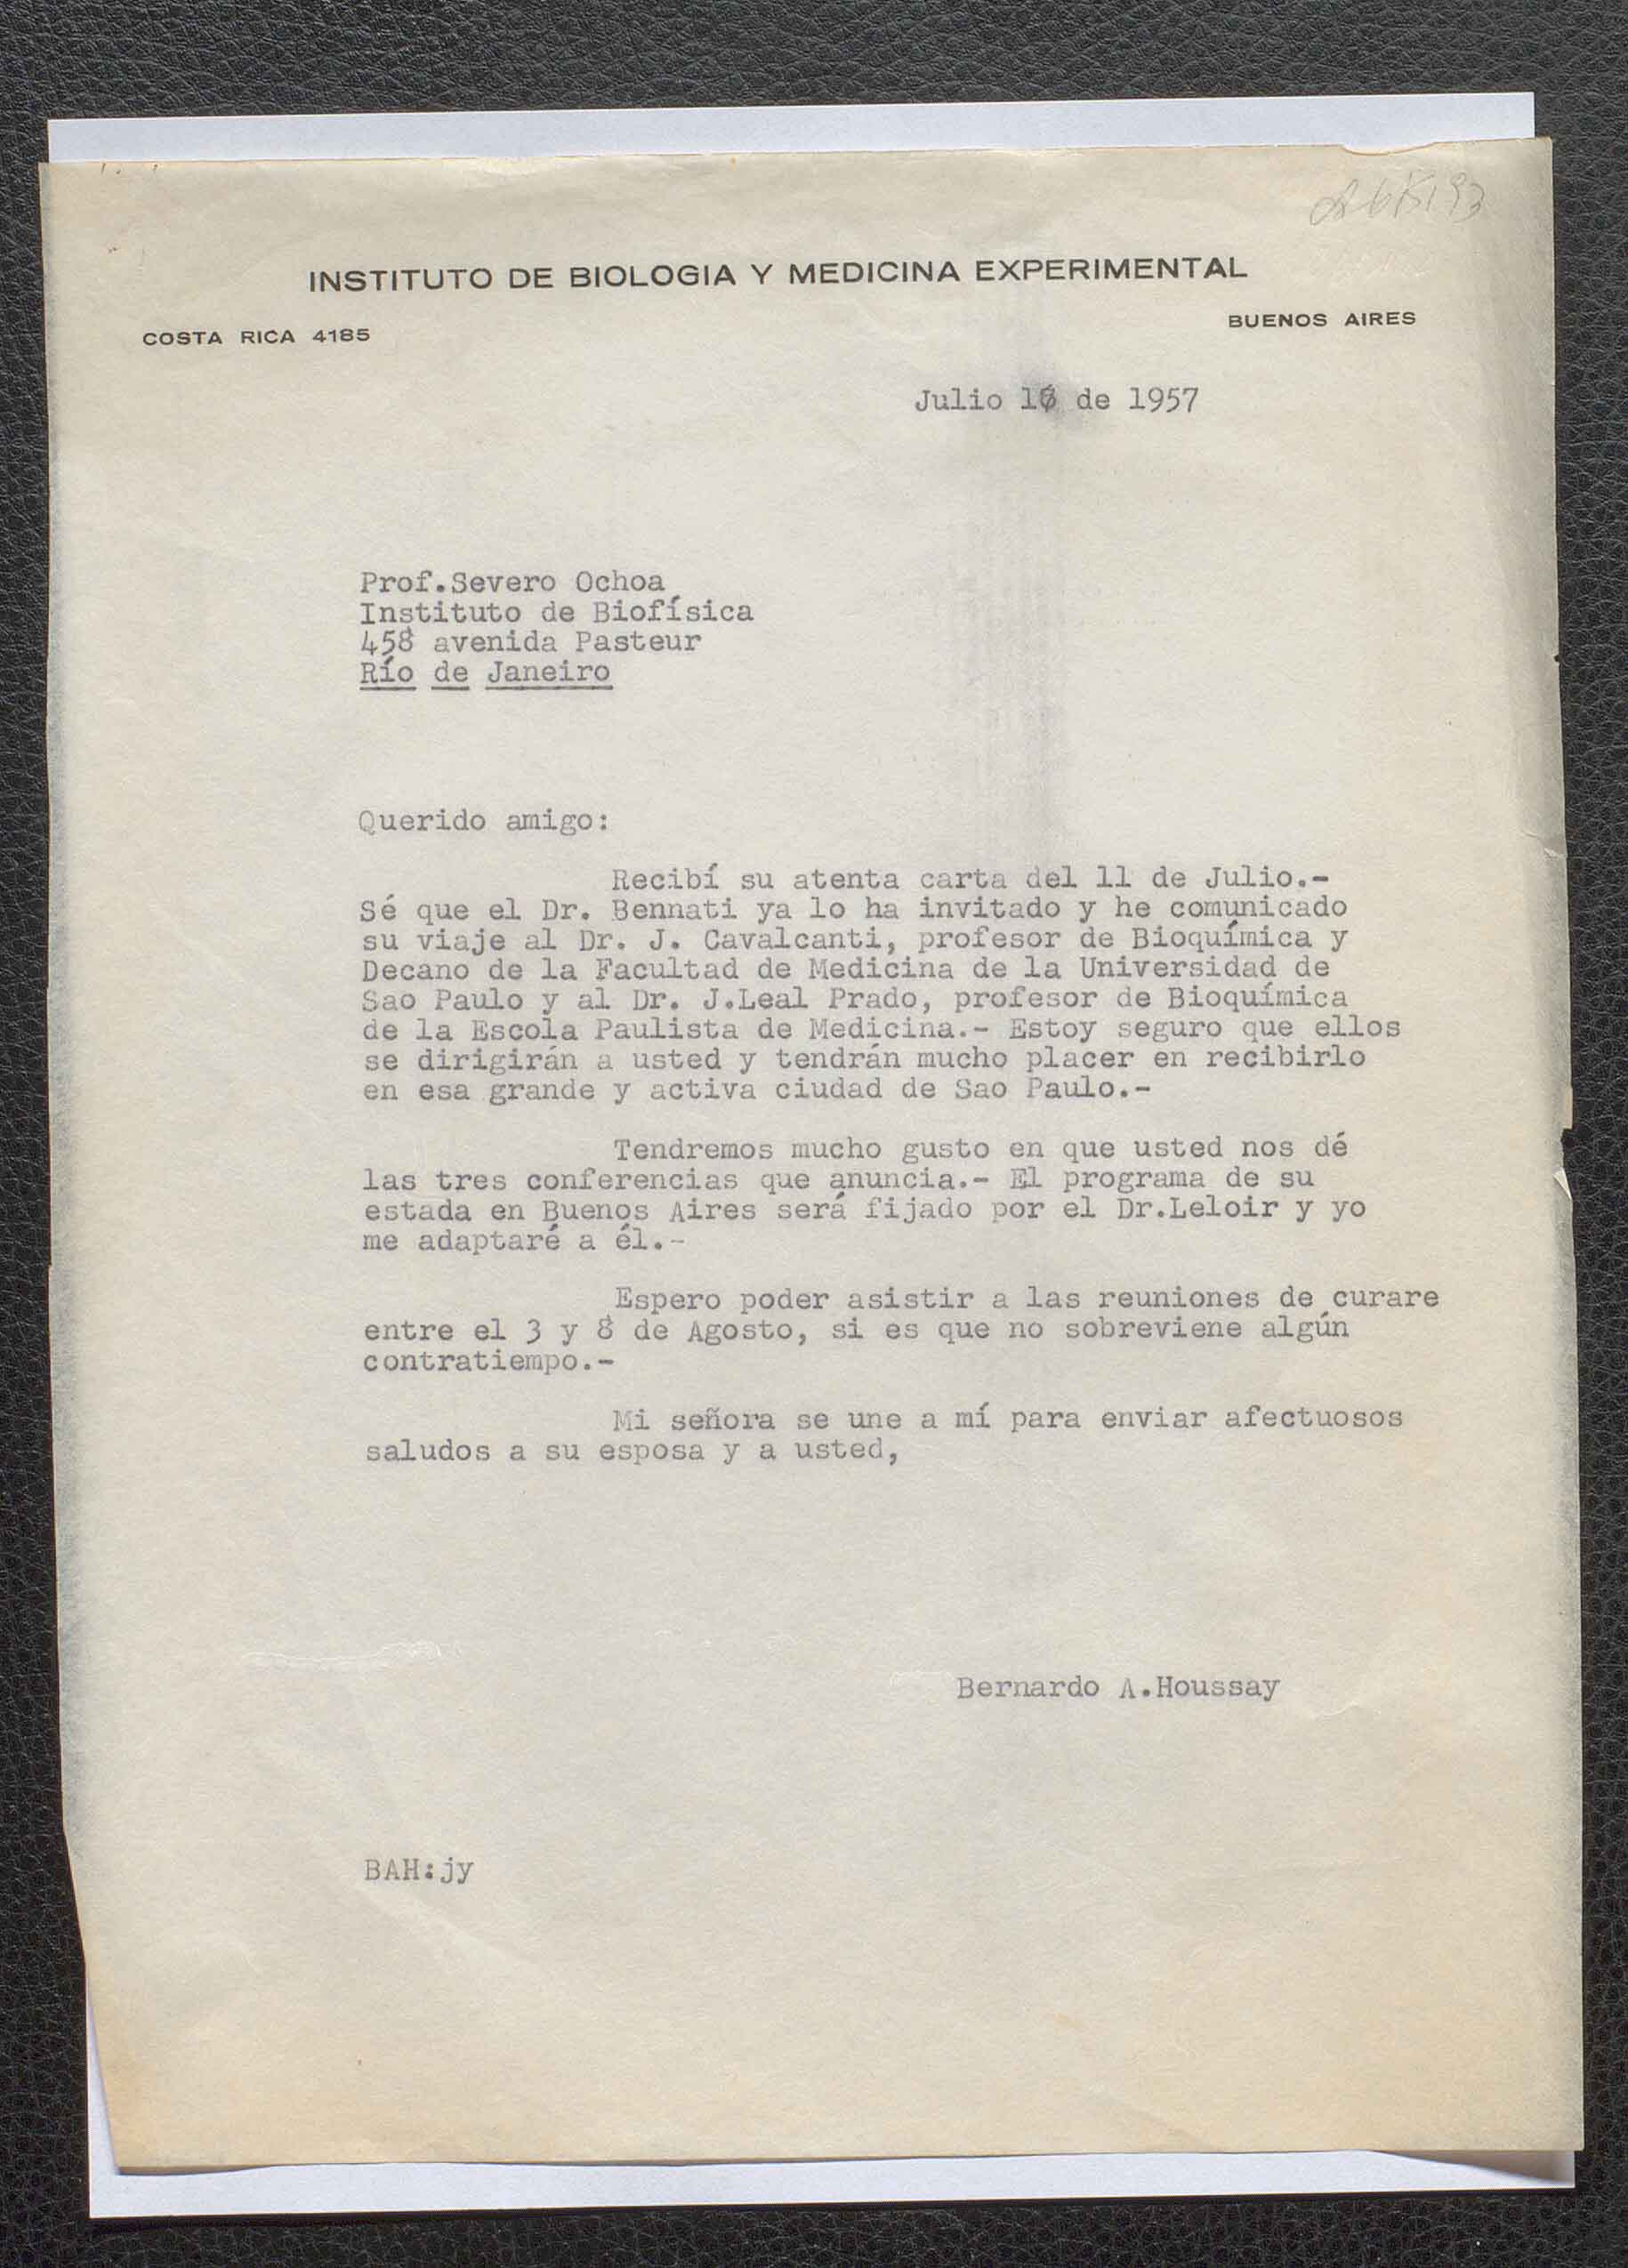 INSTITUTO DE BIOLOGIA Y MEDICINA EXPERIMENTAL
COSTA RICA 4185
BUENOS AIRES
Julio de 1957
Prof.Severo Ochoa
Instituto de Biofísica
458 avenida Pasteur
Río de Janeiro
Querido amigo:
Recibí su atenta carta del 11 de Julio.-
Sé que el Dr. Bennati ya lo ha invitado y he comunicado
su viaje al Dr. J. Cavalcanti, profesor de Bioquímica y
Decano de la Facultad de Medicina de la Universidad de
Sao Paulo y al Dr. J.Leal Prado, profesor de Bioquímica
de la Escola Paulista de Medicina.- Estoy seguro que ellos
se dirigirán a usted y tendrán mucho placer en recibirlo
en esa grande y activa ciudad de Sao Paulo.-
Tendremos mucho gusto en que usted nos dé
las tres conferencias que anuncia.- El programa de su
estada en Buenos Aires será fijado por el Dr.Leloir y yo
me adaptaré a él.-
Espero poder asistir a las reuniones de curare
entre el 3 y 8 de Agosto, si es que no sobreviene algún
contratiempo.-
Mi señora se une a mí para enviar afectuosos
saludos a su esposa y a usted,
Bernardo A.Houssay
BAH:jy